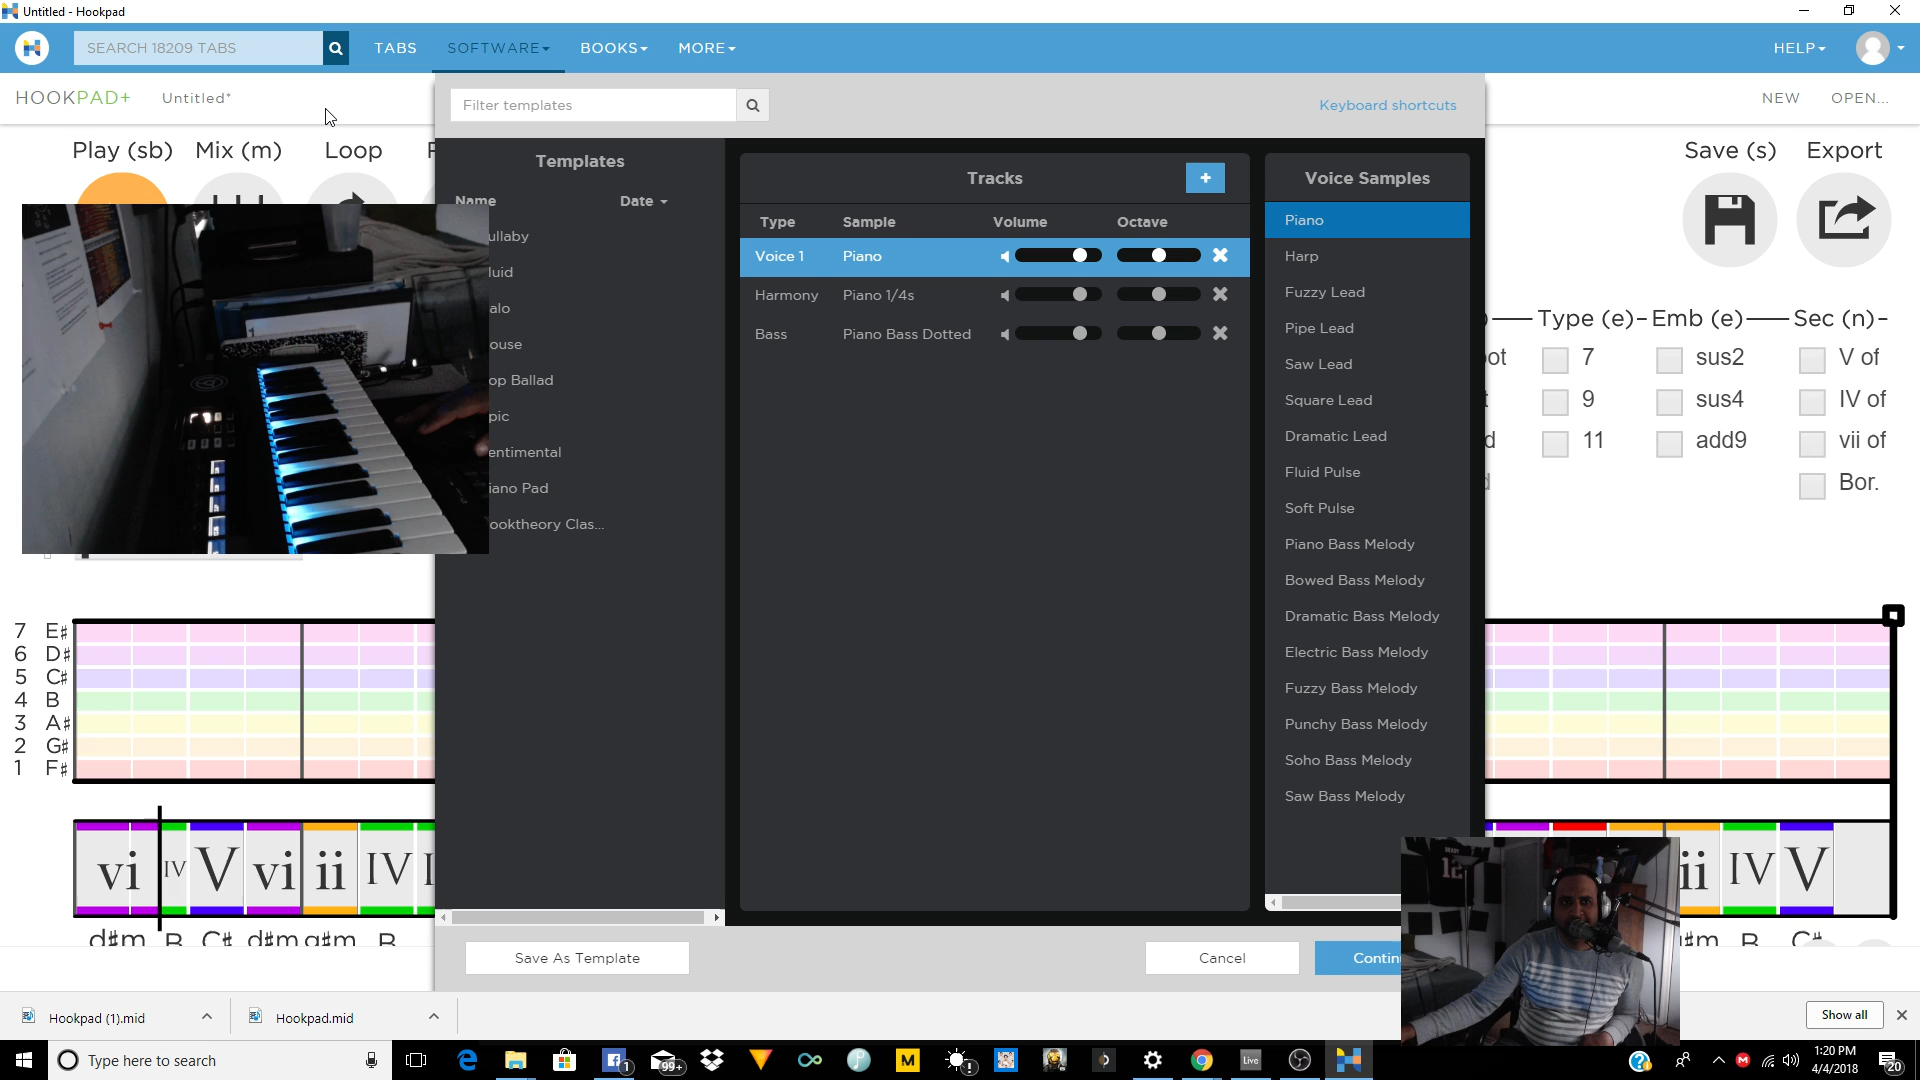 Untitled - Hookpad
SEARCH 18209 TABS
TABS
SOFTWARE
BOOKS
MORE
HELP
HOOKPAD+
Untitled*
Filter templates
Keyboard shortcuts
NEW
OPEN...
Play (sb)
Mix (m)
Loop
Save (s)
Export
Templates
Name
Date
ullaby
luid
alo
ouse
op Ballad
pic
entimental
iano Pad
ooktheory Clas...
Tracks
+
Type
Sample
Volume
Octave
Voice 1
Piano
Harmony
Piano 1/4s
Bass
Piano Bass Dotted
Voice Samples
Piano
Harp
Fuzzy Lead
Pipe Lead
Saw Lead
Square Lead
Dramatic Lead
Fluid Pulse
Soft Pulse
Piano Bass Melody
Bowed Bass Melody
Dramatic Bass Melody
Electric Bass Melody
Fuzzy Bass Melody
Punchy Bass Melody
Soho Bass Melody
Saw Bass Melody
Type (e)
Emb (e)
Sec (n)
ot
7
sus2
V of
t
9
sus4
IV of
d
11
add9
vii of
d
Bor.
7 E♯
6 D♯
5 C♯
4 B
3 A♯
2 G♯
1 F♯
vi IV V vi ii IV I
ii IV V
d♯m B C♯ d♯m g♯m B
♯m B C♯
Save As Template
Cancel
Contin
12
Hookpad (1).mid
Hookpad.mid
Show all
Type here to search
1
99+
M
Live
M
1:20 PM
4/4/2018
20